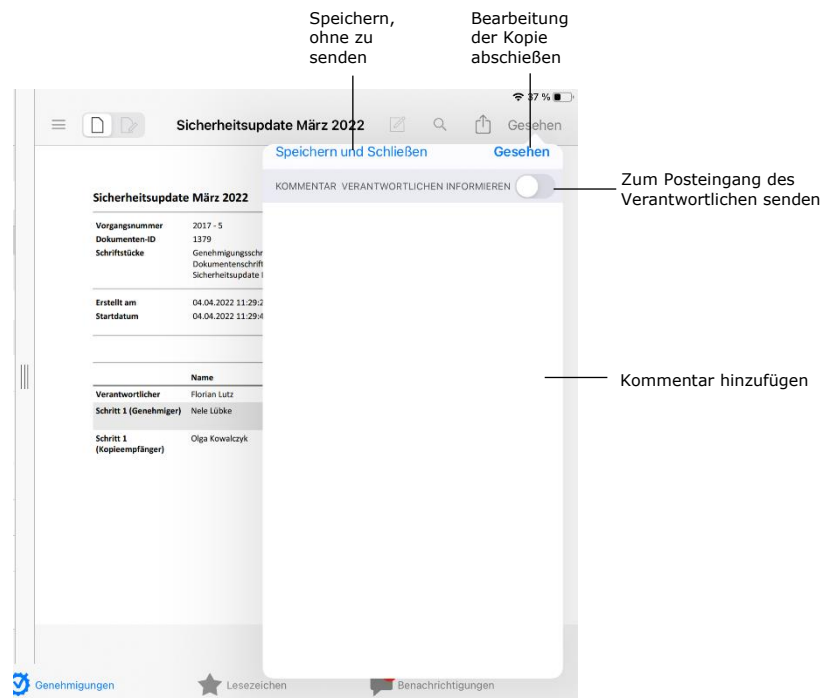 Speichern,
ohne zu
senden
Bearbeitung
der Kopie
abschießen
37 %
Sicherheitsupdate März 2022
Gesehen
Speichern und Schließen
Gesehen
KOMMENTAR VERANTWORTLICHEN INFORMIEREN
Zum Posteingang des
Verantwortlichen senden
Sicherheitsupdate März 2022
Vorgangsnummer 2017 - 5
Dokumenten-ID 1379
Schriftstücke Genehmigungsschr
Dokumentenschrift
Sicherheitsupdate
Erstellt am 04.04.2022 11:29:2
Startdatum 04.04.2022 11:29:4
Kommentar hinzufügen
Name
Verantwortlicher Florian Lutz
Schritt 1 (Genehmiger) Nele Lübke
Schritt 1 Olga Kowalczyk
(Kopieempfänger)
Genehmigungen
Lesezeichen
Benachrichtigungen